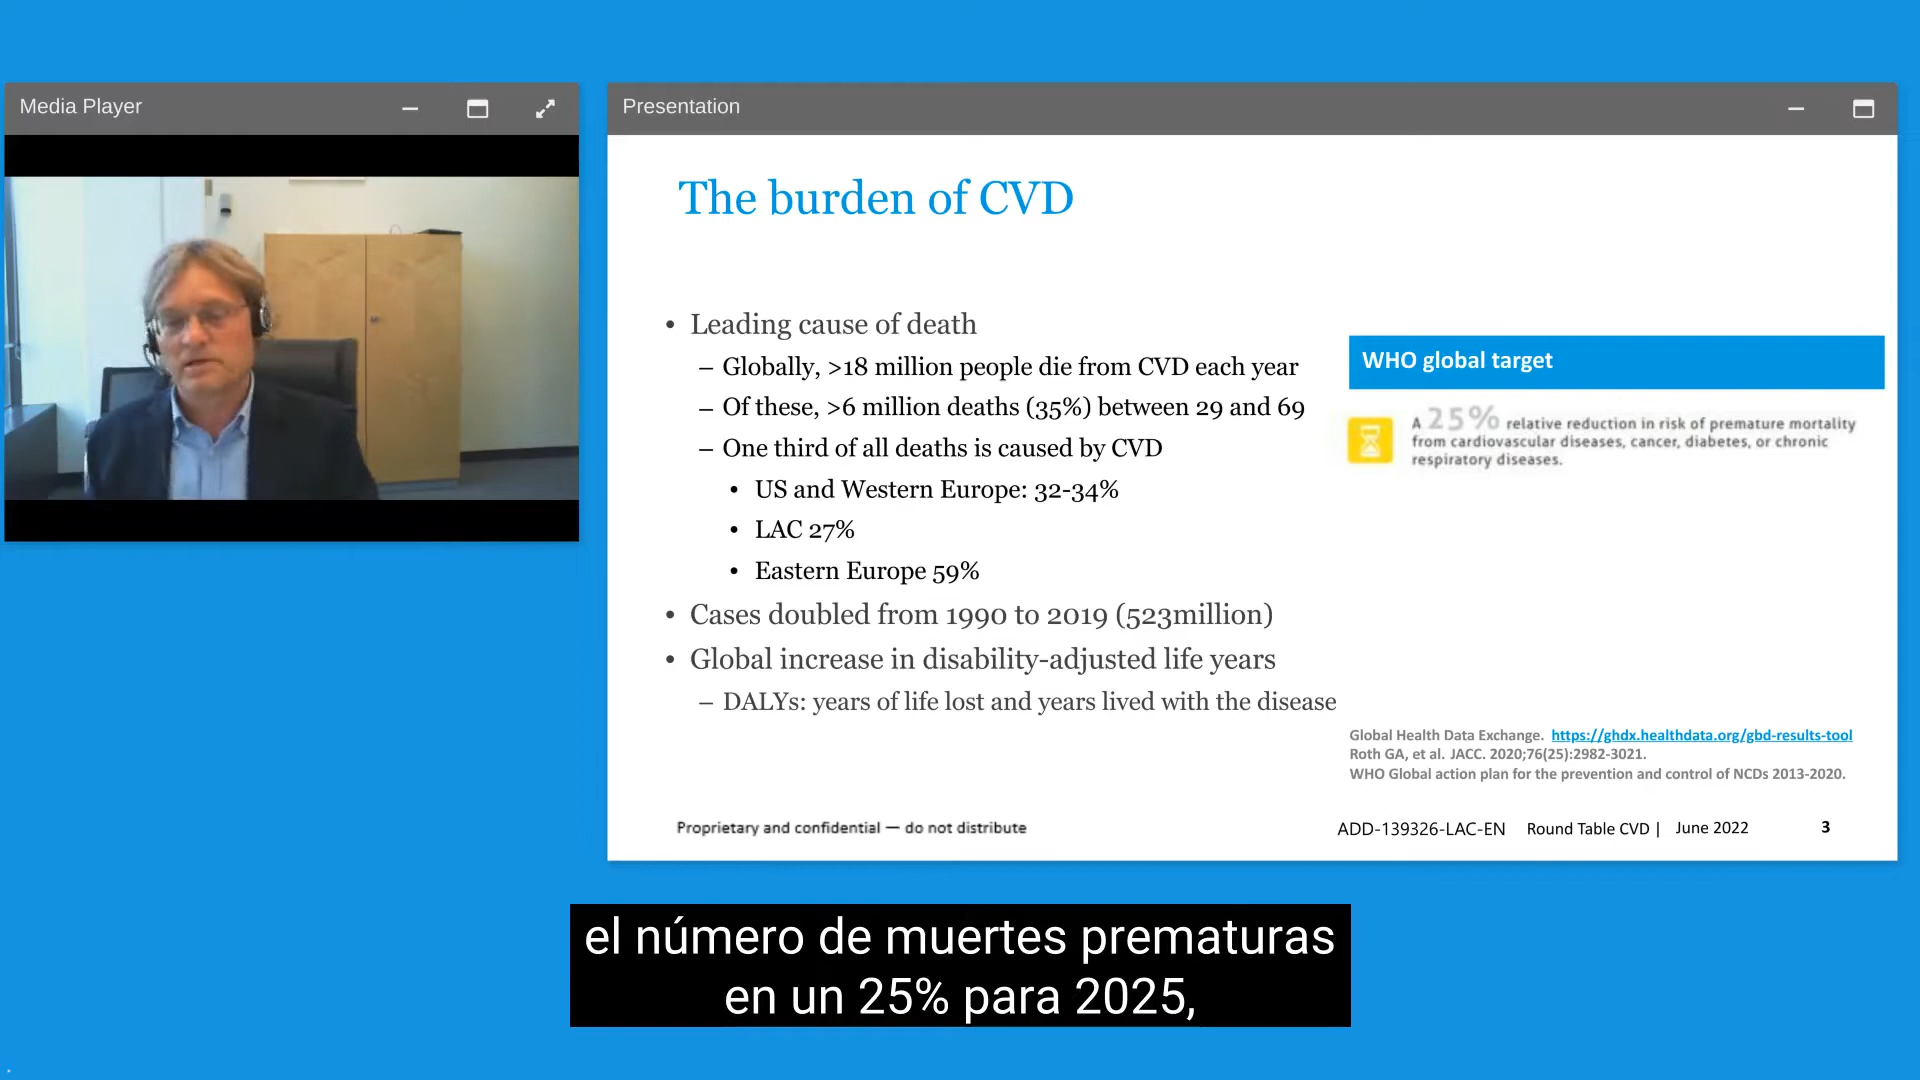 Media Player
Presentation
The burden of CVD
• Leading cause of death
– Globally, >18 million people die from CVD each year
– Of these, >6 million deaths (35%) between 29 and 69
– One third of all deaths is caused by CVD
• US and Western Europe: 32-34%
• LAC 27%
• Eastern Europe 59%
• Cases doubled from 1990 to 2019 (523million)
• Global increase in disability-adjusted life years
– DALYs: years of life lost and years lived with the disease
WHO global target
A 25% relative reduction in risk of premature mortality
from cardiovascular diseases, cancer, diabetes, or chronic
respiratory diseases.
Global Health Data Exchange. https://ghdx.healthdata.org/gbd-results-tool
Roth GA, et al. JACC. 2020;76(25):2982-3021.
WHO Global action plan for the prevention and control of NCDs 2013-2020.
Proprietary and confidential — do not distribute
ADD-139326-LAC-EN Round Table CVD | June 2022 3
el número de muertes prematuras
en un 25% para 2025,